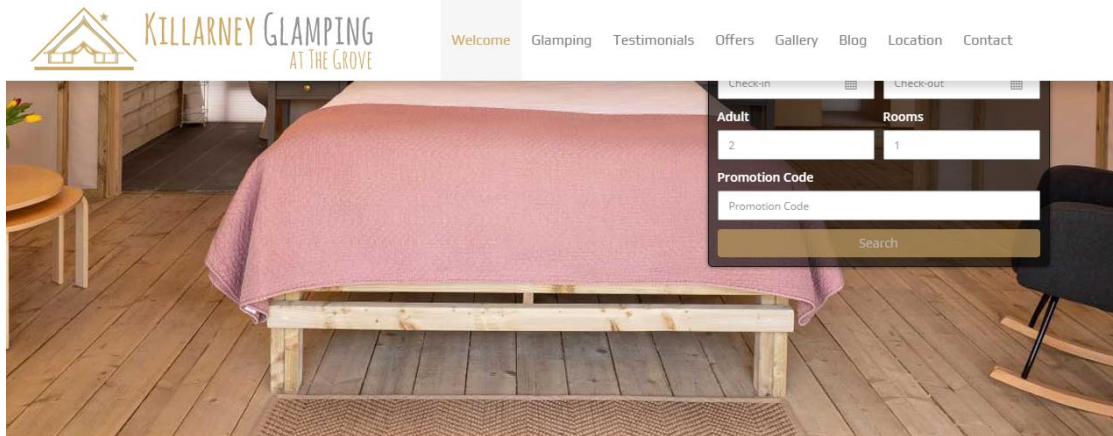 KILLARNEY GLAMPING
AT THE GROVE
Welcome Glamping Testimonials Offers Gallery Blog Location Contact
Check-in Check-out
Adult Rooms
2 1
Promotion Code
Promotion Code
Search